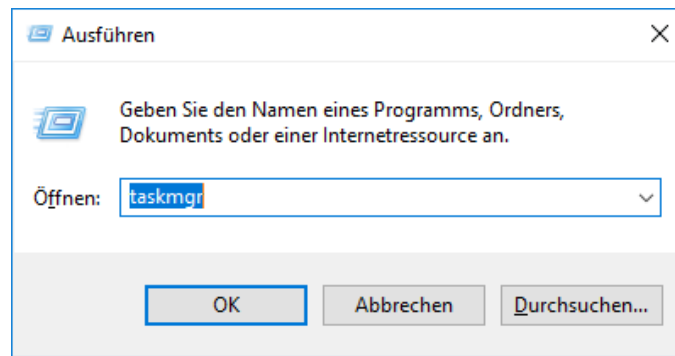 Ausführen
Geben Sie den Namen eines Programms, Ordners,
Dokuments oder einer Internetressource an.
Öffnen: taskmgr
OK Abbrechen Durchsuchen...